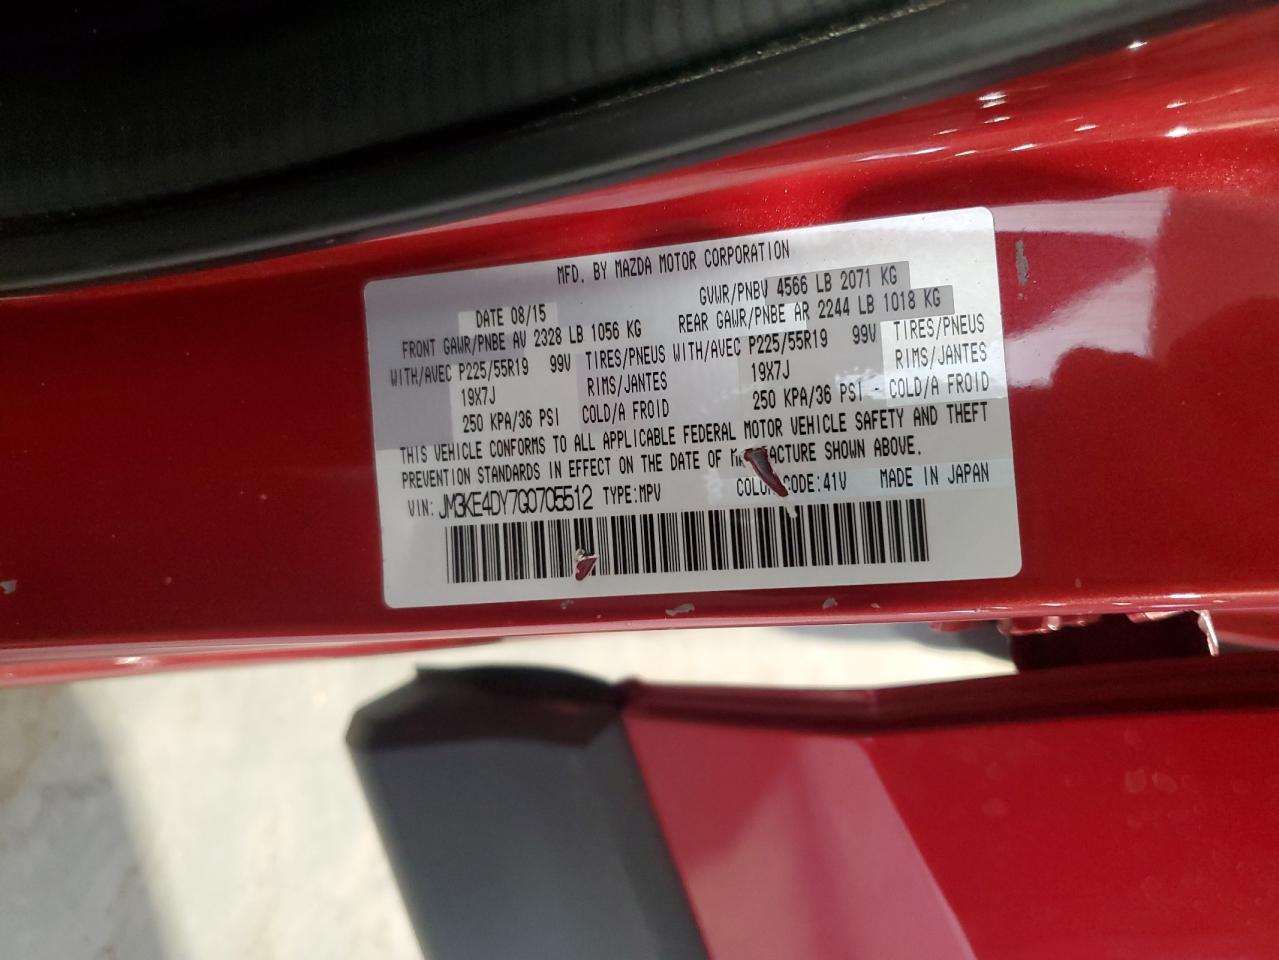 MFD. BY MAZDA MOTOR CORPORATION
DATE 08/15 GVWR/PNBV 4566 LB 2071 KG
FRONT GAWR/PNBE AV 2328 LB 1056 KG REAR GAWR/PNBE AR 2244 LB 1018 KG
WITH/AVEC P225/55R19 99V TIRES/PNEUS WITH/AVEC P225/55R19 99V TIRES/PNEUS
19X7J RIMS/JANTES 19X7J RIMS/JANTES
250 KPA/36 PSI COLD/A FROID 250 KPA/36 PSI - COLD/A FROID
THIS VEHICLE CONFORMS TO ALL APPLICABLE FEDERAL MOTOR VEHICLE SAFETY AND THEFT
PREVENTION STANDARDS IN EFFECT ON THE DATE OF SHOWN ABOVE.
VIN: JM3KE4DY7G0705512 TYPE:MPV CODE:41V MADE IN JAPAN